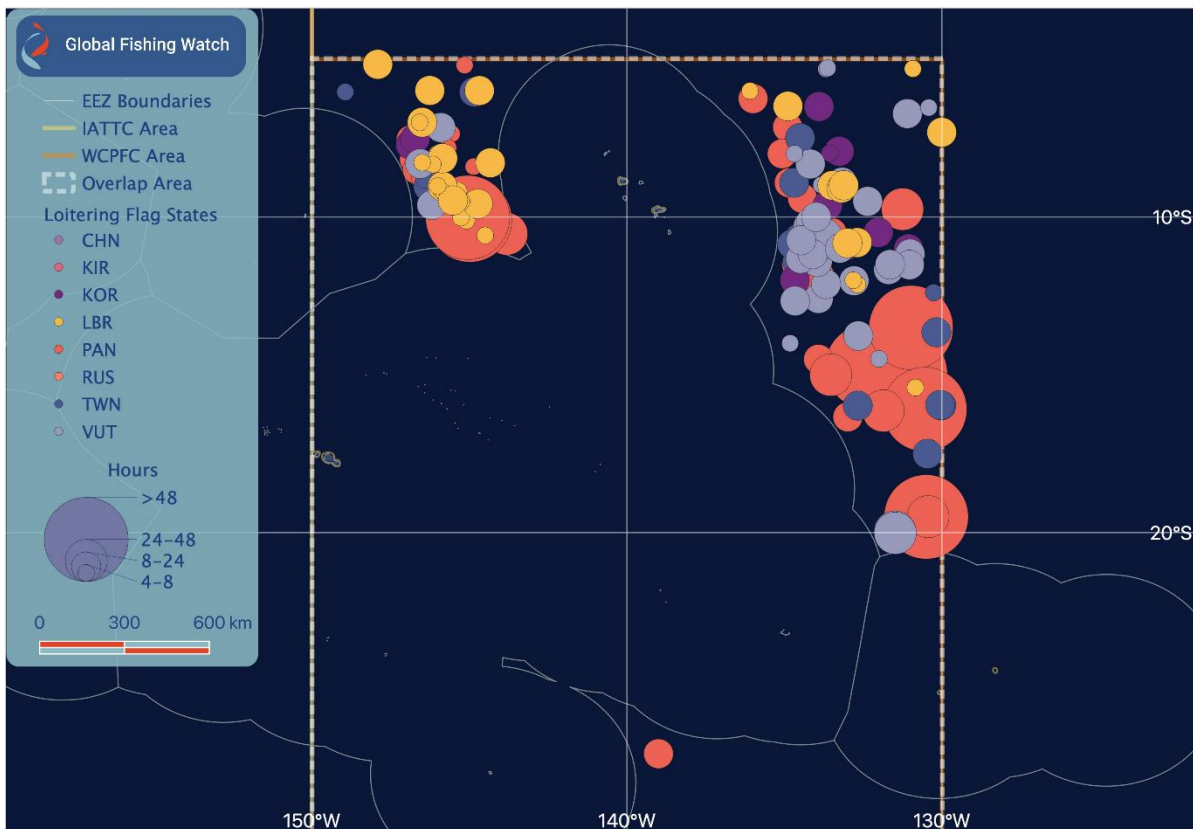 Global Fishing Watch
EEZ Boundaries
IATTC Area
WCPFC Area
Overlap Area
Loitering Flag States
CHN
KIR
KOR
LBR
PAN
RUS
TWN
VUT
Hours
>48
24-48
8-24
4-8
0 300 600 km
10°S
20°S
150°W 140°W 130°W